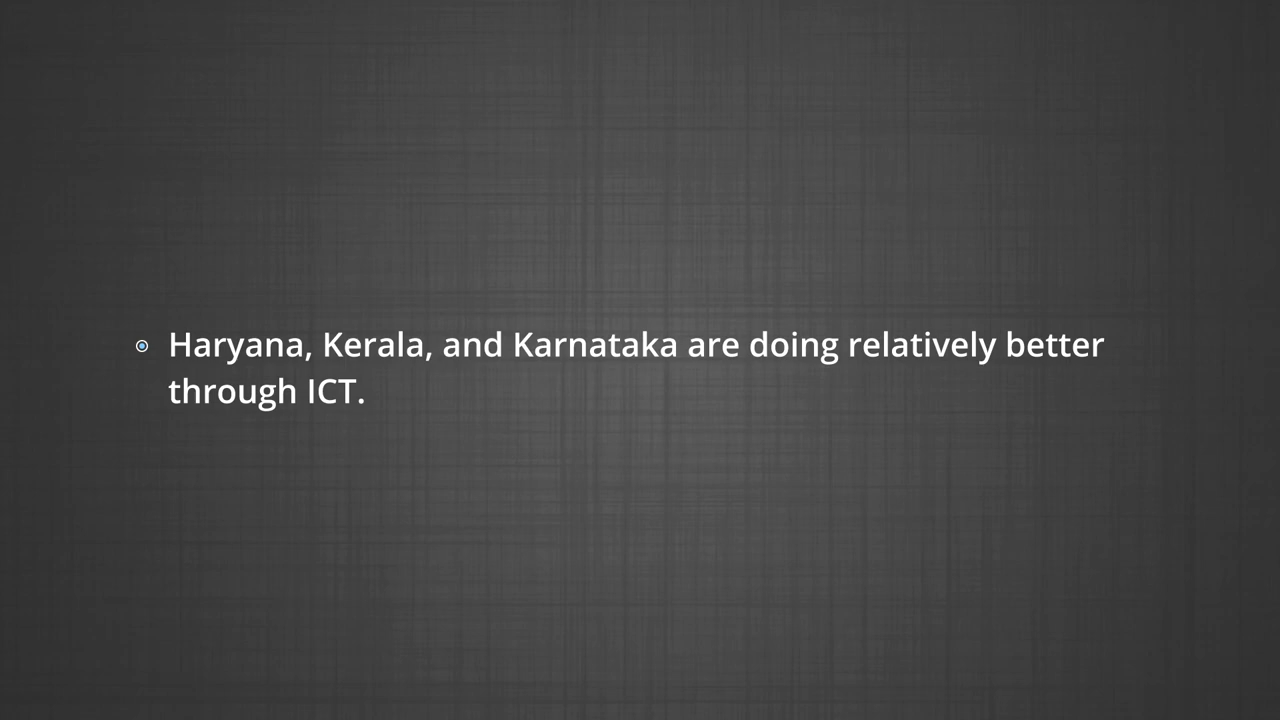 Haryana, Kerala, and Karnataka are doing relatively better
through ICT.